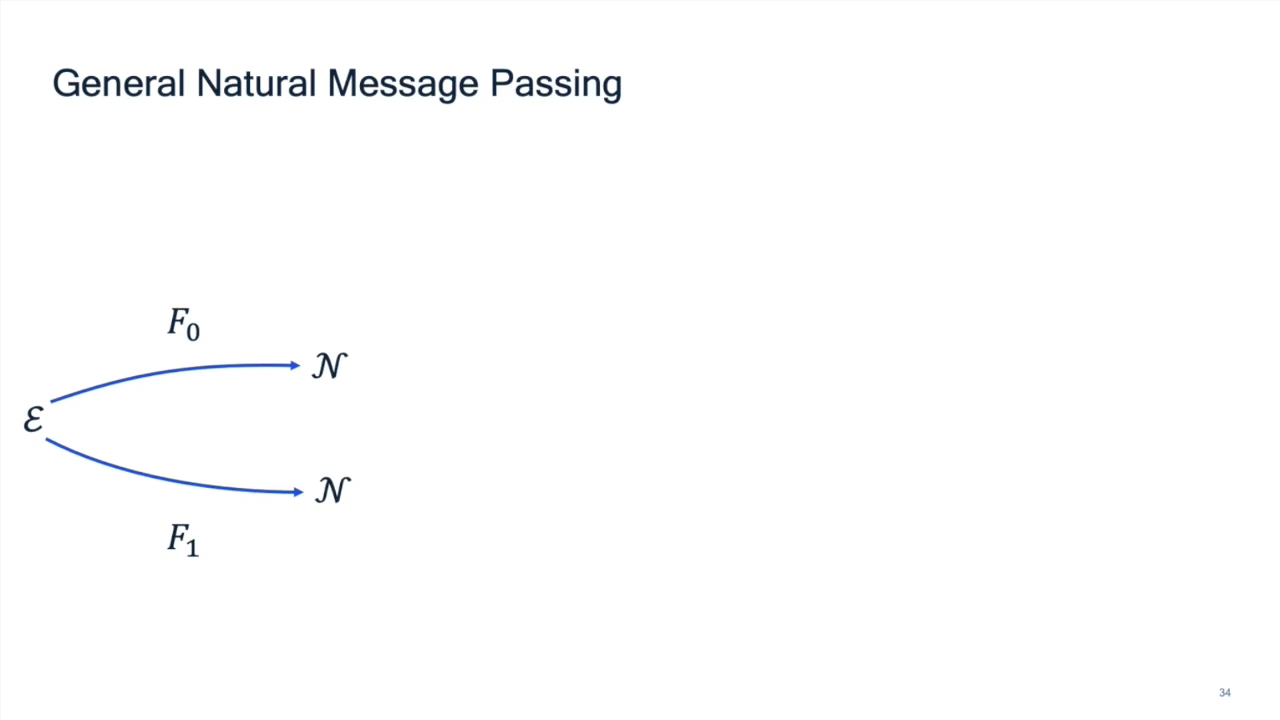 General Natural Message Passing
F₀
𝒩
ℰ
𝒩
F₁
34